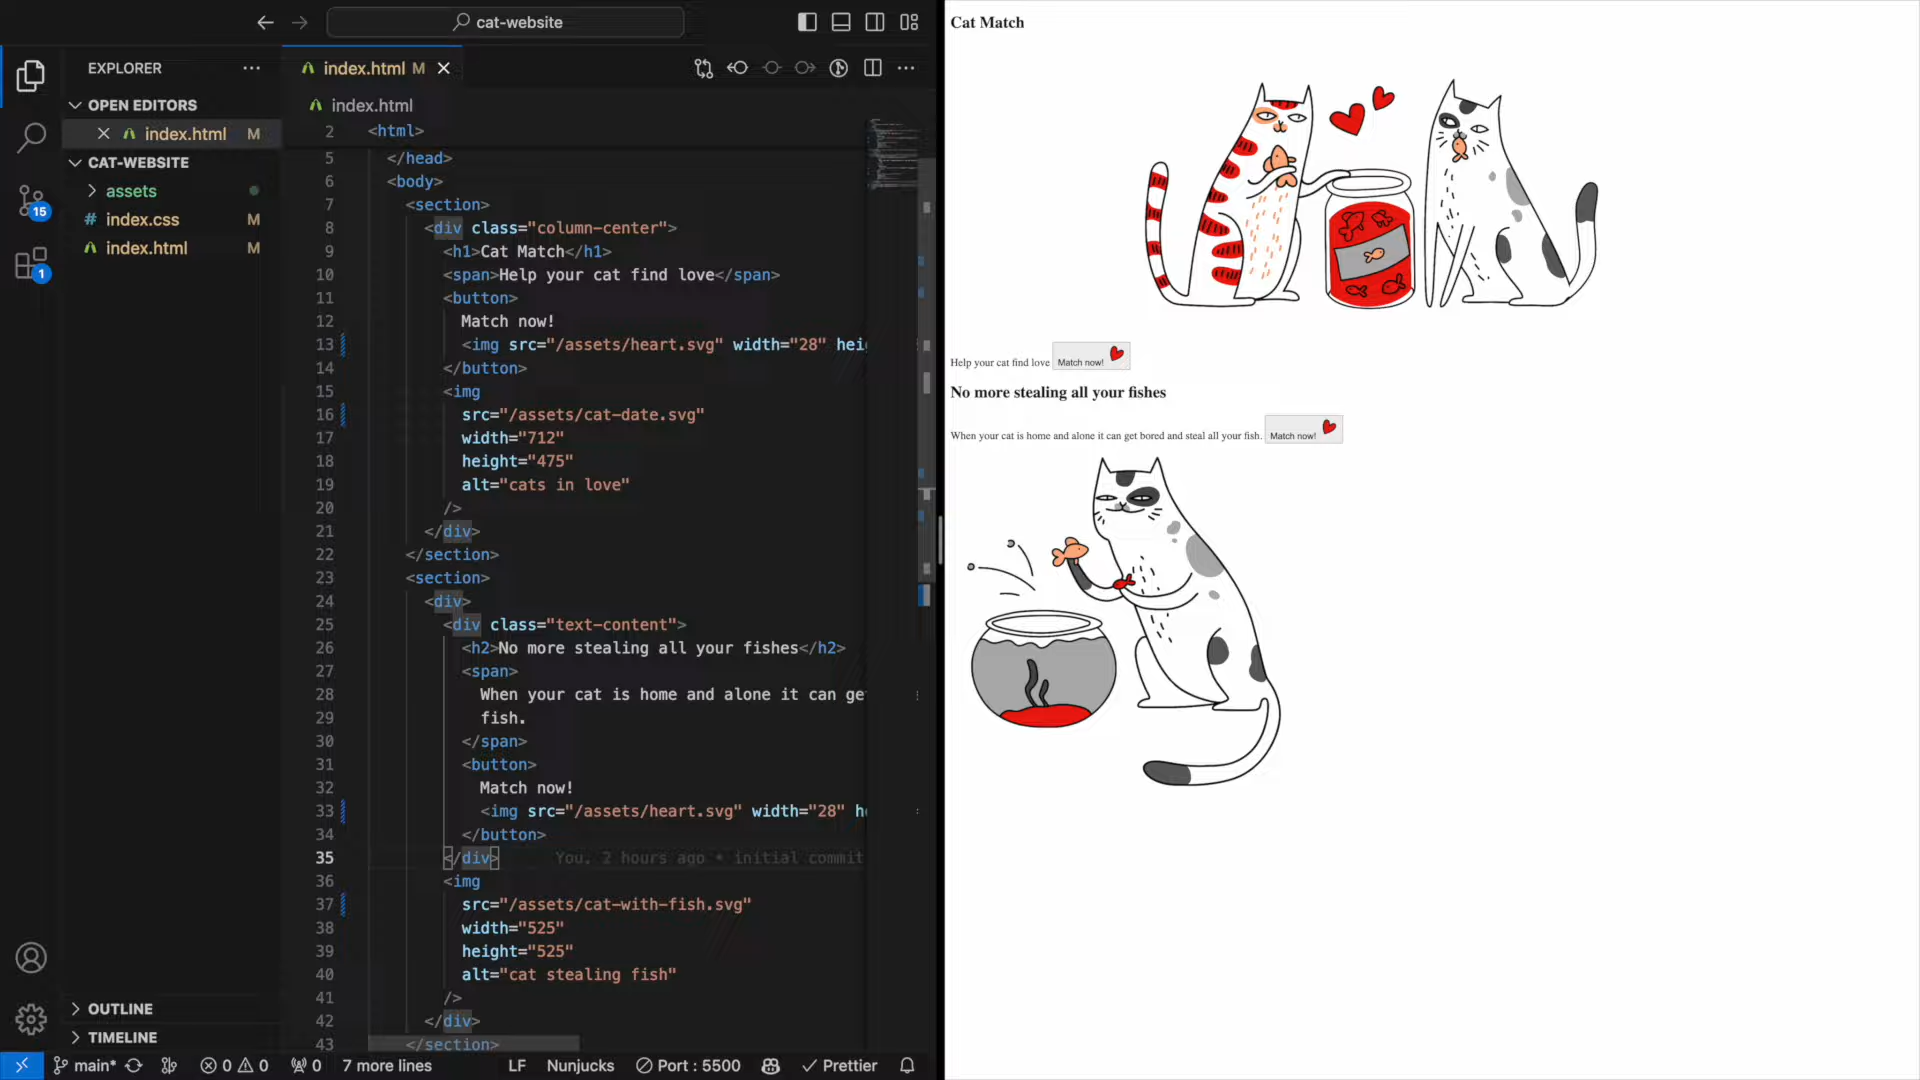 cat-website
EXPLORER
index.html M
OPEN EDITORS
index.html M
CAT-WEBSITE
assets
# index.css M
index.html M
OUTLINE
TIMELINE
index.html
2 <html>
5 </head>
6 <body>
7 <section>
8 <div class="column-center">
9 <h1>Cat Match</h1>
10 <span>Help your cat find love</span>
11 <button>
12 Match now!
13 <img src="/assets/heart.svg" width="28" hei
14 </button>
15 <img
16 src="/assets/cat-date.svg"
17 width="712"
18 height="475"
19 alt="cats in love"
20 />
21 </div>
22 </section>
23 <section>
24 <div>
25 <div class="text-content">
26 <h2>No more stealing all your fishes</h2>
27 <span>
28 When your cat is home and alone it can ge
29 fish.
30 </span>
31 <button>
32 Match now!
33 <img src="/assets/heart.svg" width="28" he
34 </button>
35 </div> You, 2 hours ago • initial commit
36 <img
37 src="/assets/cat-with-fish.svg"
38 width="525"
39 height="525"
40 alt="cat stealing fish"
41 />
42 </div>
43 </section>
15
1
main* 0 0 0 7 more lines LF Nunjucks Port : 5500 Prettier
Cat Match
Help your cat find love Match now!
No more stealing all your fishes
When your cat is home and alone it can get bored and steal all your fish. Match now!